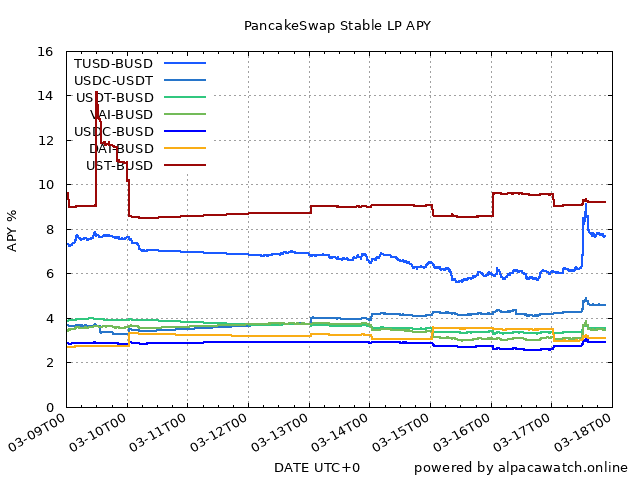 PancakeSwap Stable LP APY
16
14
12
10
8
6
4
2
0
APY %
TUSD-BUSD
USDC-USDT
USDT-BUSD
VAI-BUSD
USDC-BUSD
DAI-BUSD
UST-BUSD
03-09T00
03-10T00
03-11T00
03-12T00
03-13T00
03-14T00
03-15T00
03-16T00
03-17T00
03-18T00
DATE UTC+0
powered by alpacawatch.online